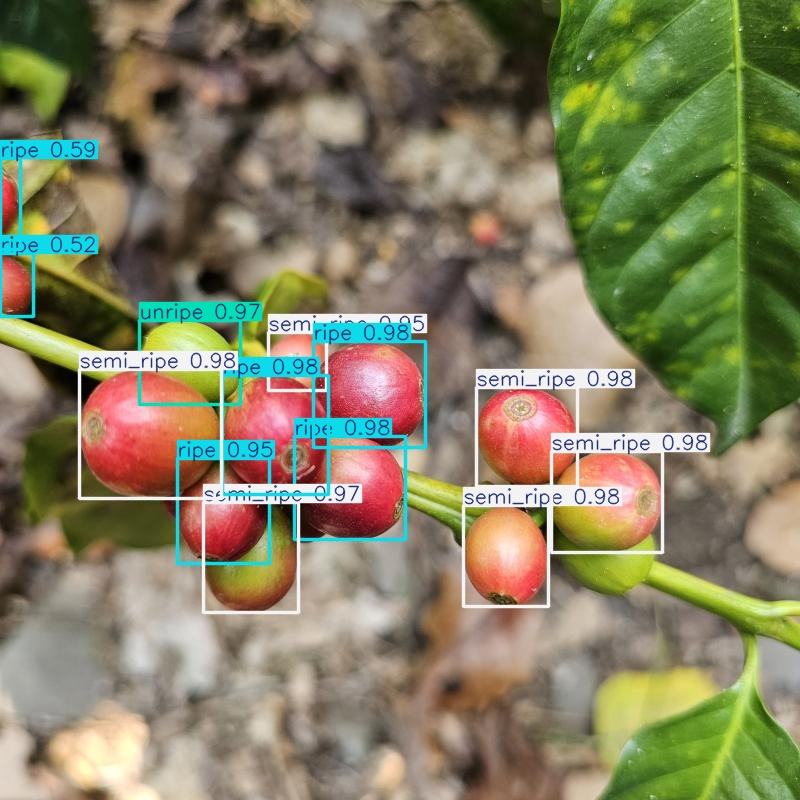 ripe 0.59
ripe 0.52
unripe 0.97
semi_ripe 0.95
ripe 0.98
semi_ripe 0.98
ripe 0.98
semi_ripe 0.98
ripe 0.98
semi_ripe 0.98
ripe 0.95
semi_ripe 0.97
semi_ripe 0.98